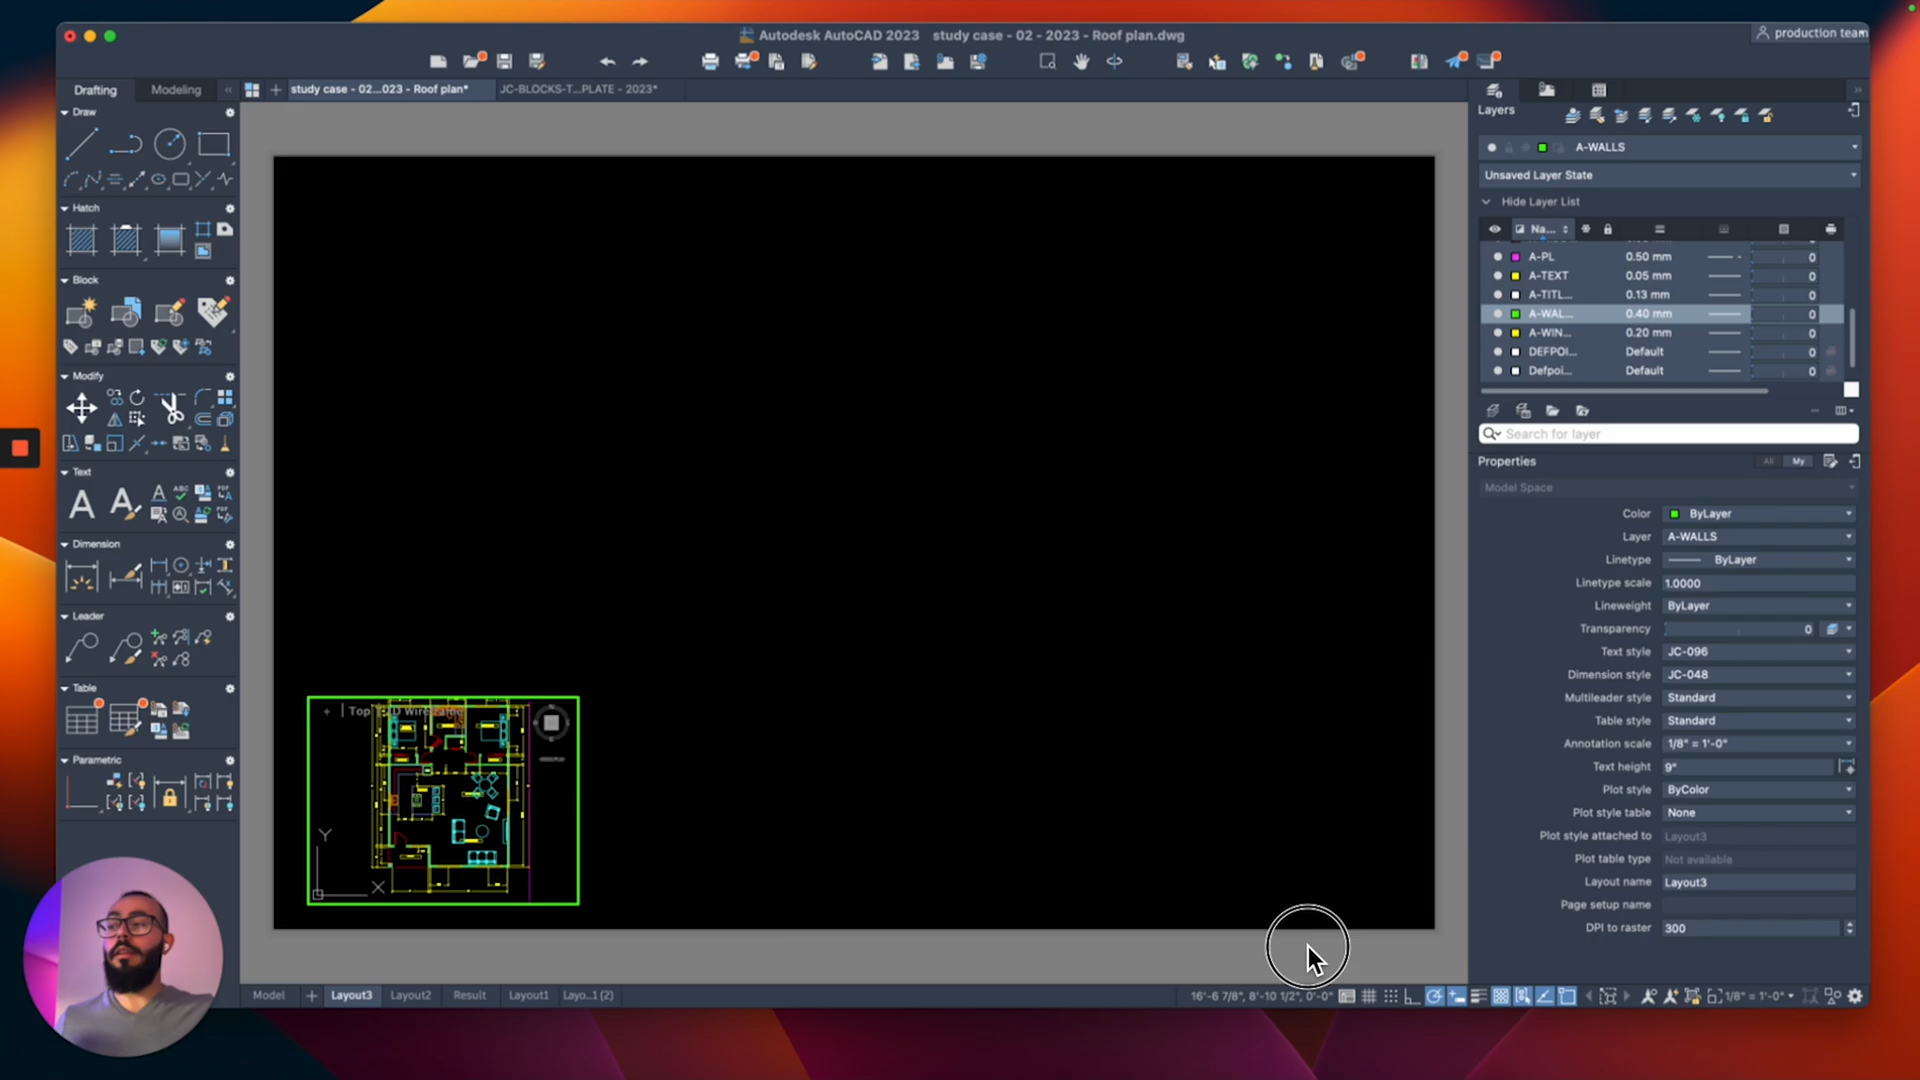 Autodesk AutoCAD 2023 study case - 02 - 2023 - Roof plan.dwg
production team
Drafting
Modeling
study case - 02...023 - Roof plan*
JC-BLOCKS-T...PLATE - 2023*
Draw
Hatch
Block
Modify
Text
Dimension
Leader
Table
Parametric
Top
Y
X
Layers
A-WALLS
Unsaved Layer State
Hide Layer List
Na...
A-PL 0.50 mm 0
A-TEXT 0.05 mm 0
A-TITL... 0.13 mm 0
A-WAL... 0.40 mm 0
A-WIN... 0.20 mm 0
DEFPOI... Default 0
Defpoi... Default 0
Search for layer
Properties
All My
Model Space
Color ByLayer
Layer A-WALLS
Linetype ByLayer
Linetype scale 1.0000
Lineweight ByLayer
Transparency 0
Text style JC-096
Dimension style JC-048
Multileader style Standard
Table style Standard
Annotation scale 1/8" = 1'-0"
Text height 9"
Plot style ByColor
Plot style table None
Plot style attached to Layout3
Plot table type Not available
Layout name Layout3
Page setup name
DPI to raster 300
Model
Layout3
Layout2
Result
Layout1
Layo...1 (2)
16'-6 7/8", 8'-10 1/2", 0'-0"
1/8" = 1'-0"